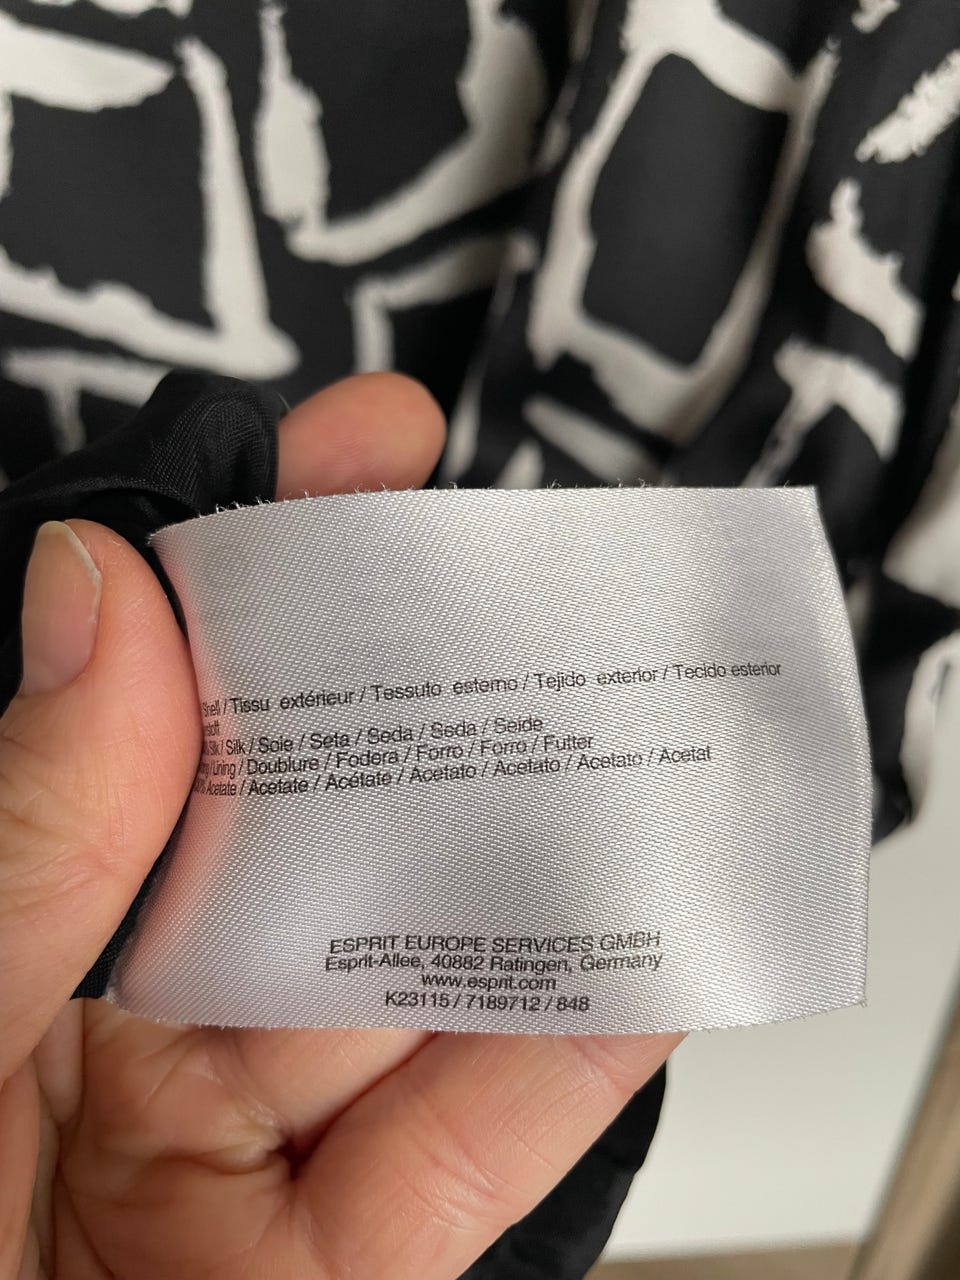 Shell / Tissu extérieur / Tessuto esterno / Tejido exterior / Tecido esterior
Silk / Silk / Soie / Seta / Seda / Seda / Seide
/ Lining / Doublure / Fodera / Forro / Forro / Futter
Acetate / Acetate / Acétate / Acetato / Acetato / Acetato / Acetat
ESPRIT EUROPE SERVICES GMBH
Esprit-Allee, 40882 Ratingen, Germany
www.esprit.com
K23115 / 7189712 / 848